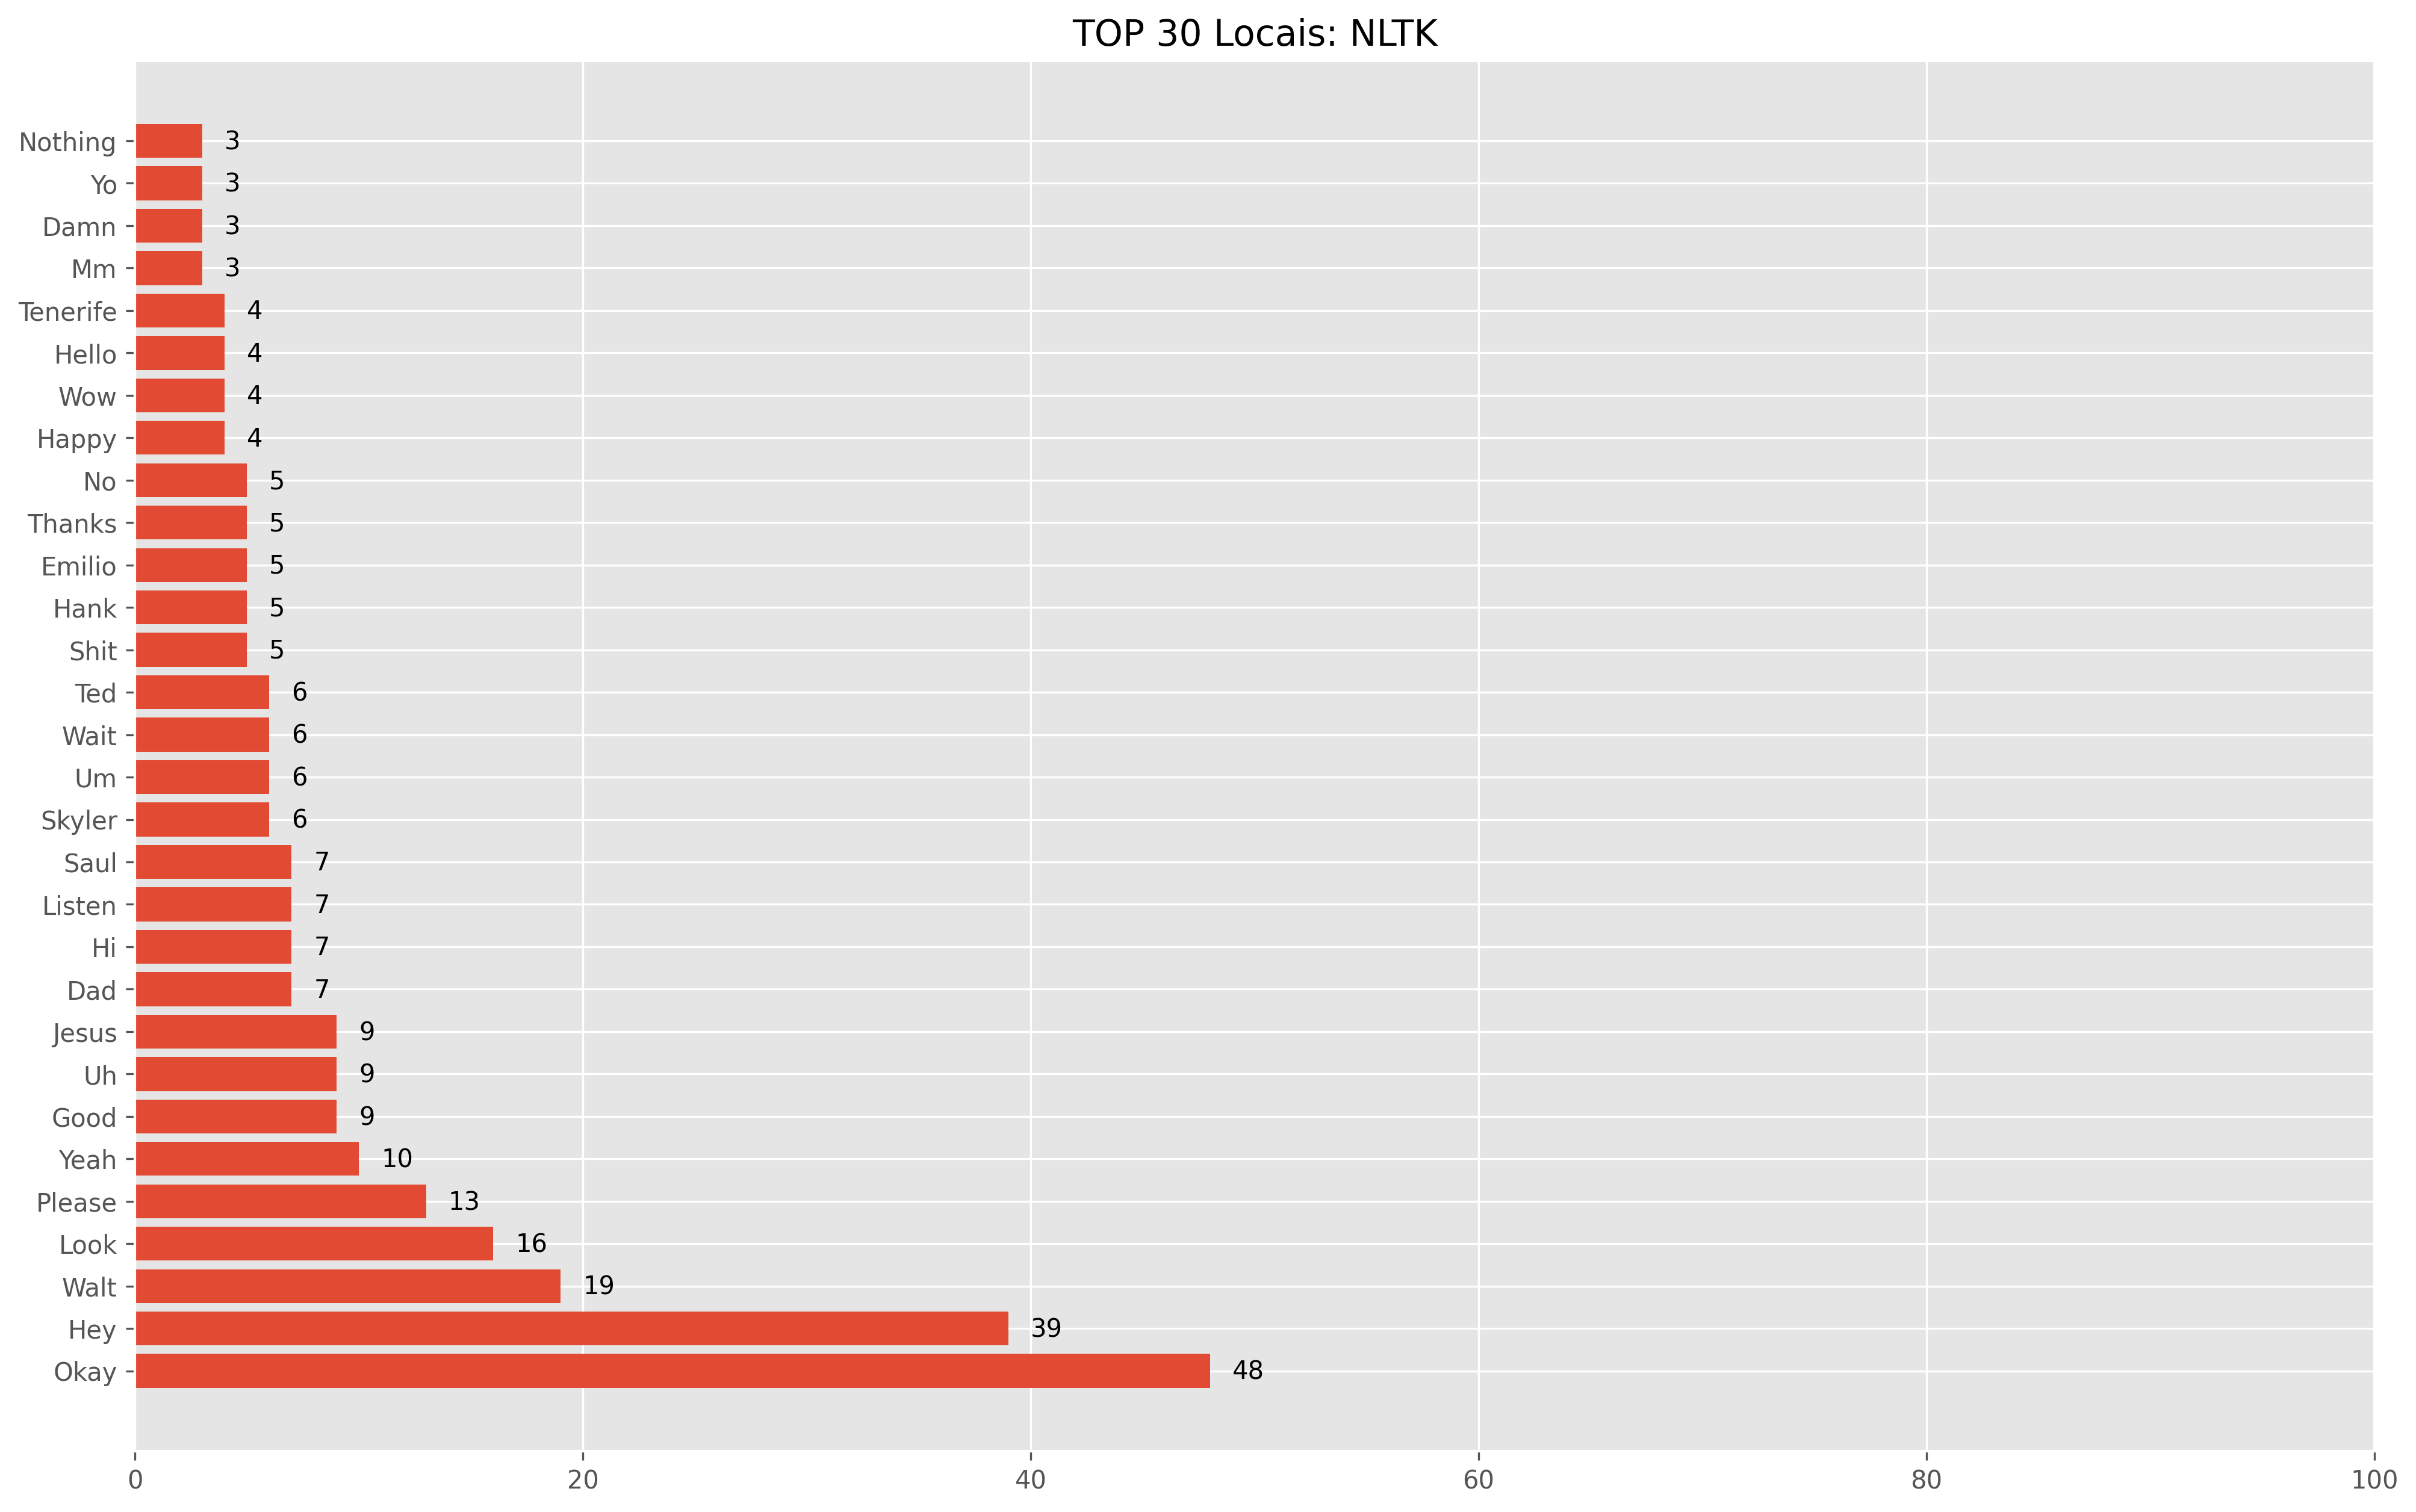 TOP 30 Locais: NLTK
Nothing 3
Yo 3
Damn 3
Mm 3
Tenerife 4
Hello 4
Wow 4
Happy 4
No 5
Thanks 5
Emilio 5
Hank 5
Shit 5
Ted 6
Wait 6
Um 6
Skyler 6
Saul 7
Listen 7
Hi 7
Dad 7
Jesus 9
Uh 9
Good 9
Yeah 10
Please 13
Look 16
Walt 19
Hey 39
Okay 48
0 20 40 60 80 100